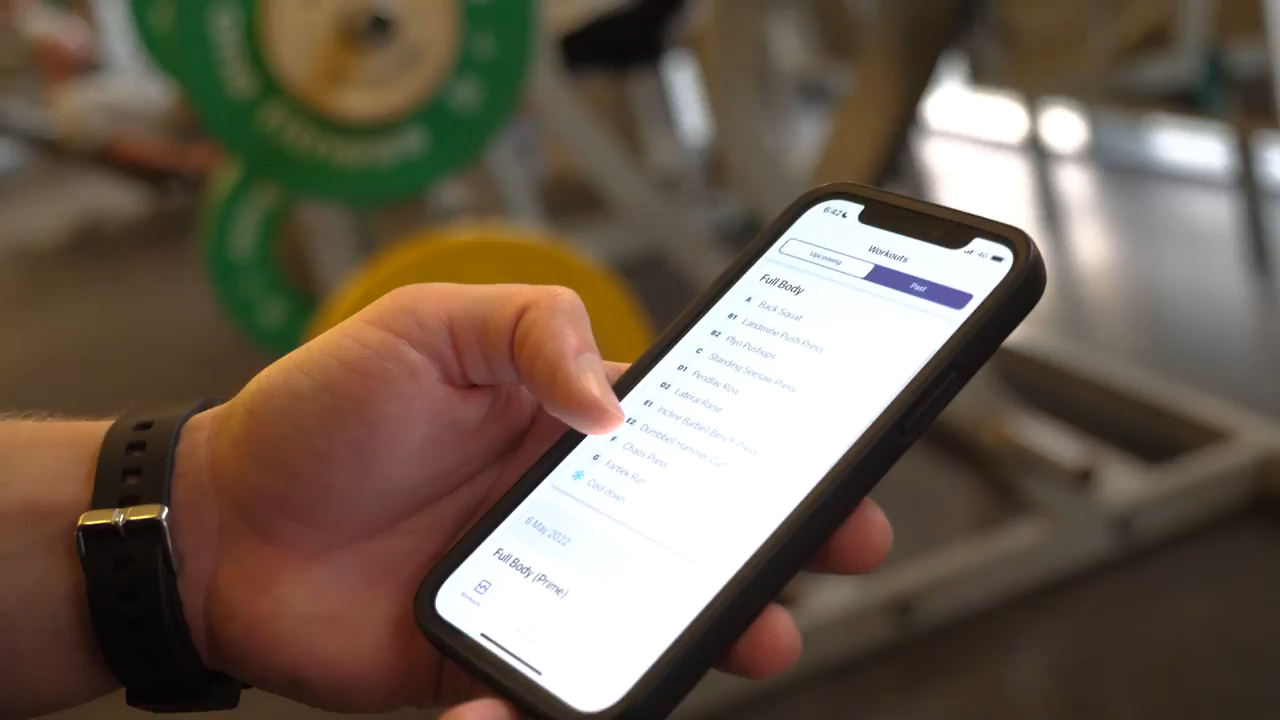 FITNESS
6:42
4G
Workouts
Upcoming Past
Full Body
A Back Squat
B1 Landmine Push Press
B2 Plyo Pushups
C Standing Seesaw Press
D1 Pendlay Row
D2 Lateral Raise
E1 Incline Barbell Bench Press
E2 Dumbbell Hammer Curl
F Chaos Press
G Fartlek Run
Cool down
6 May 2022
Full Body (Prime)
Workouts